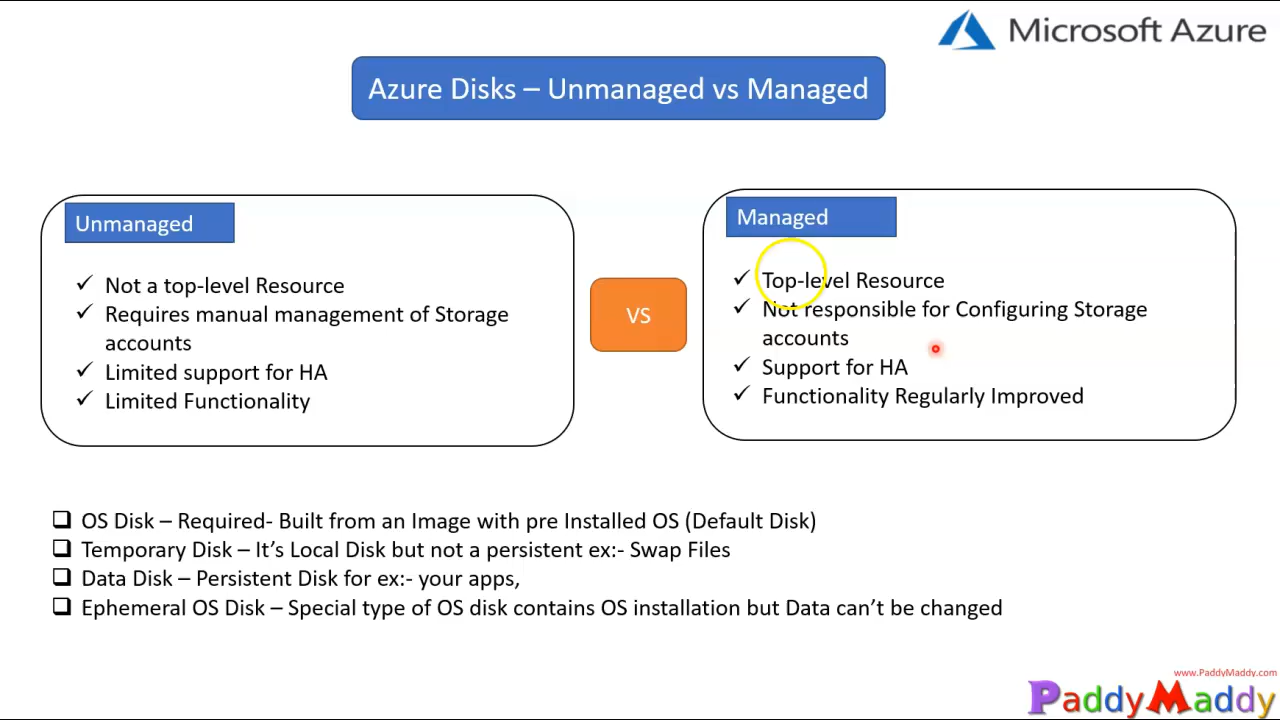 Microsoft Azure
Azure Disks – Unmanaged vs Managed
Unmanaged
✓ Not a top-level Resource
✓ Requires manual management of Storage
accounts
✓ Limited support for HA
✓ Limited Functionality
VS
Managed
✓ Top-level Resource
✓ Not responsible for Configuring Storage
accounts
✓ Support for HA
✓ Functionality Regularly Improved
❑ OS Disk – Required- Built from an Image with pre Installed OS (Default Disk)
❑ Temporary Disk – It’s Local Disk but not a persistent ex:- Swap Files
❑ Data Disk – Persistent Disk for ex:- your apps,
❑ Ephemeral OS Disk – Special type of OS disk contains OS installation but Data can’t be changed
www.PaddyMaddy.com
PaddyMaddy